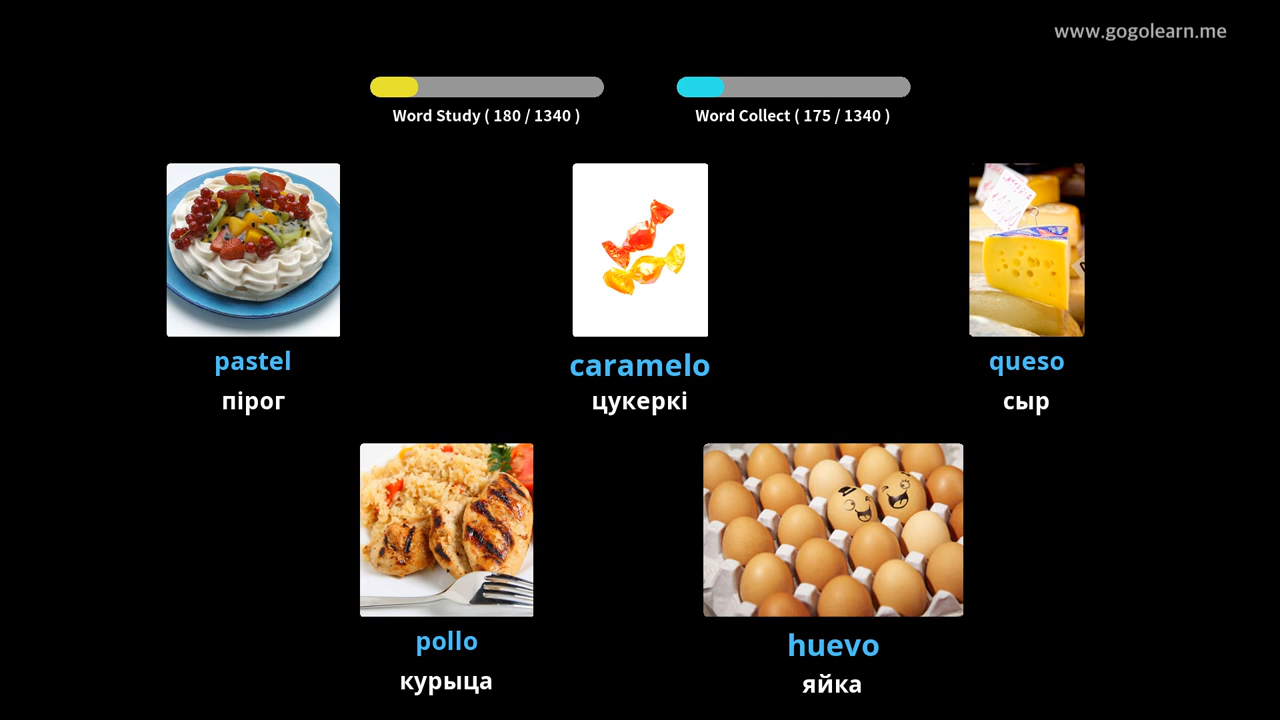 www.gogolearn.me
Word Study ( 180 / 1340 )
Word Collect ( 175 / 1340 )
pastel
пірог
caramelo
цукеркі
queso
сыр
pollo
курыца
huevo
яйка